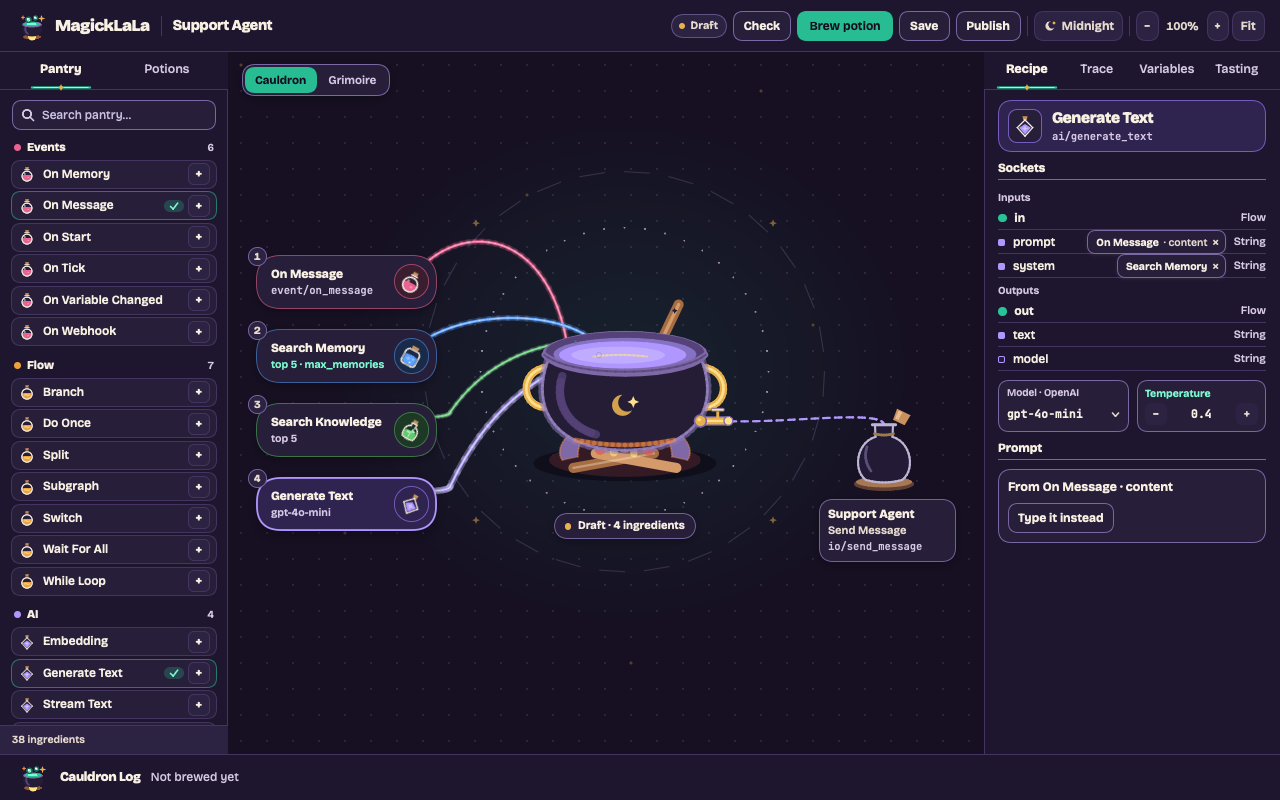 MagickLaLa
Support Agent
Draft
Check
Brew potion
Save
Publish
Midnight
−
100%
+
Fit
Pantry
Potions
Search pantry...
Events
6
On Memory
+
On Message
+
On Start
+
On Tick
+
On Variable Changed
+
On Webhook
+
Flow
7
Branch
+
Do Once
+
Split
+
Subgraph
+
Switch
+
Wait For All
+
While Loop
+
AI
4
Embedding
+
Generate Text
+
Stream Text
+
38 ingredients
Cauldron
Grimoire
1
On Message
event/on_message
2
Search Memory
top 5 · max_memories
3
Search Knowledge
top 5
4
Generate Text
gpt-4o-mini
Draft · 4 ingredients
Support Agent
Send Message
io/send_message
Recipe
Trace
Variables
Tasting
Generate Text
ai/generate_text
Sockets
Inputs
in
Flow
prompt
On Message · content ×
String
system
Search Memory ×
String
Outputs
out
Flow
text
String
model
String
Model · OpenAI
gpt-4o-mini
Temperature
−
0.4
+
Prompt
From On Message · content
Type it instead
Cauldron Log
Not brewed yet